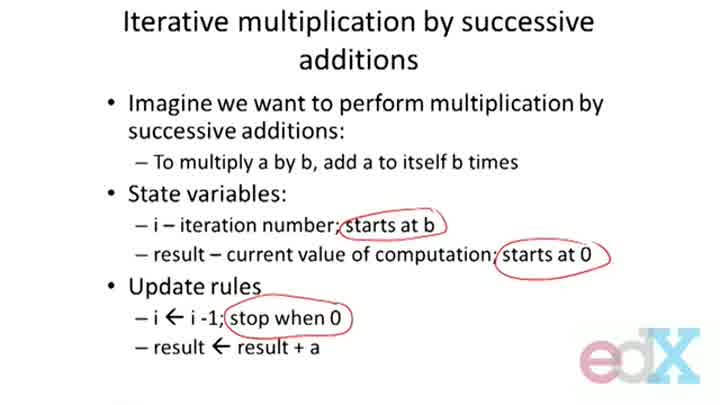 Iterative multiplication by successive
additions
• Imagine we want to perform multiplication by
successive additions:
– To multiply a by b, add a to itself b times
• State variables:
– i – iteration number; starts at b
– result – current value of computation; starts at 0
• Update rules
– i ← i -1; stop when 0
– result ← result + a
edX